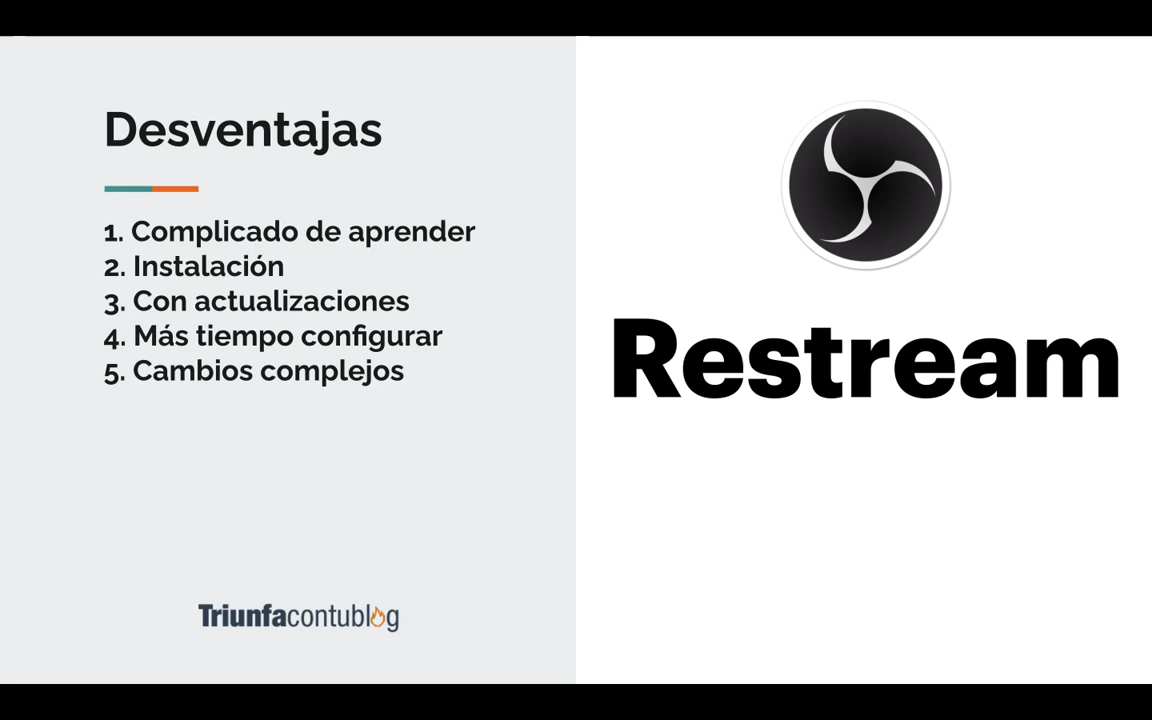 Desventajas
1. Complicado de aprender
2. Instalación
3. Con actualizaciones
4. Más tiempo configurar
5. Cambios complejos
Triunfacontublog
Restream